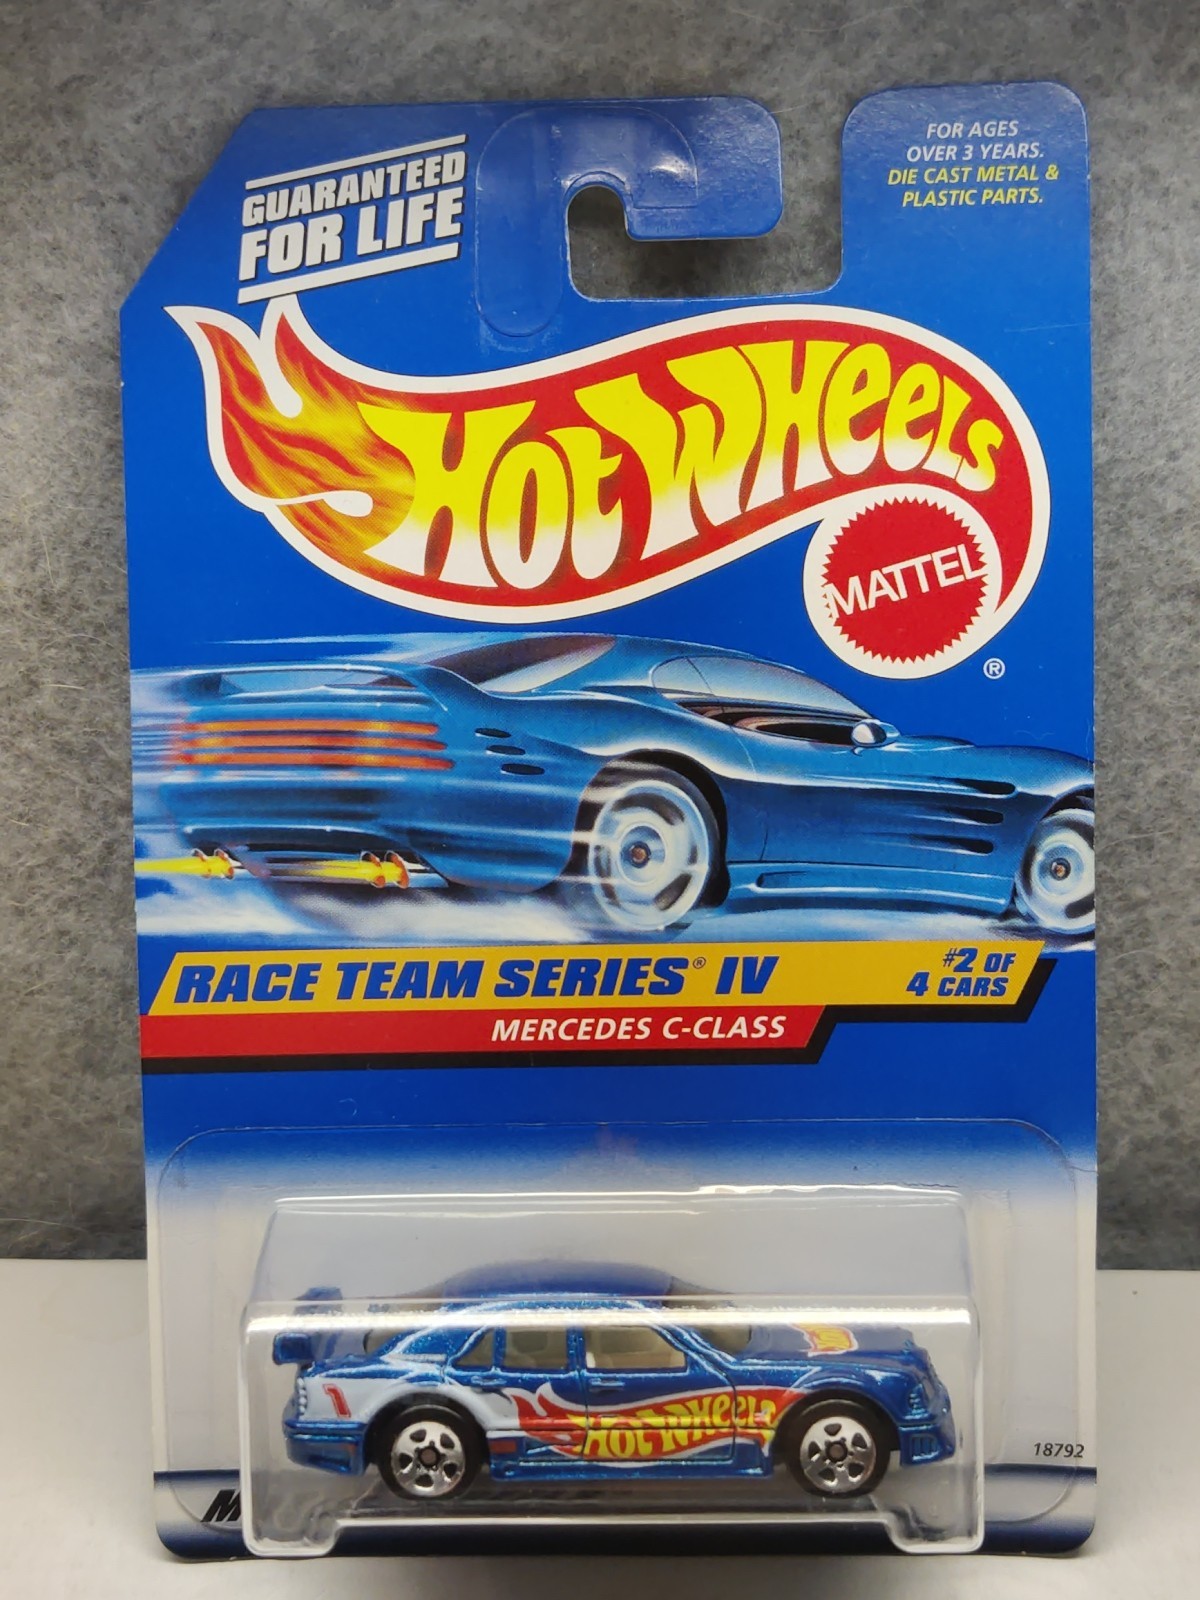 GUARANTEED
FOR LIFE
FOR AGES
OVER 3 YEARS.
DIE CAST METAL &
PLASTIC PARTS.
HOT WHEELS
MATTEL
®
RACE TEAM SERIES® IV
#2 OF
4 CARS
MERCEDES C-CLASS
1
HOT WHEELS
18792